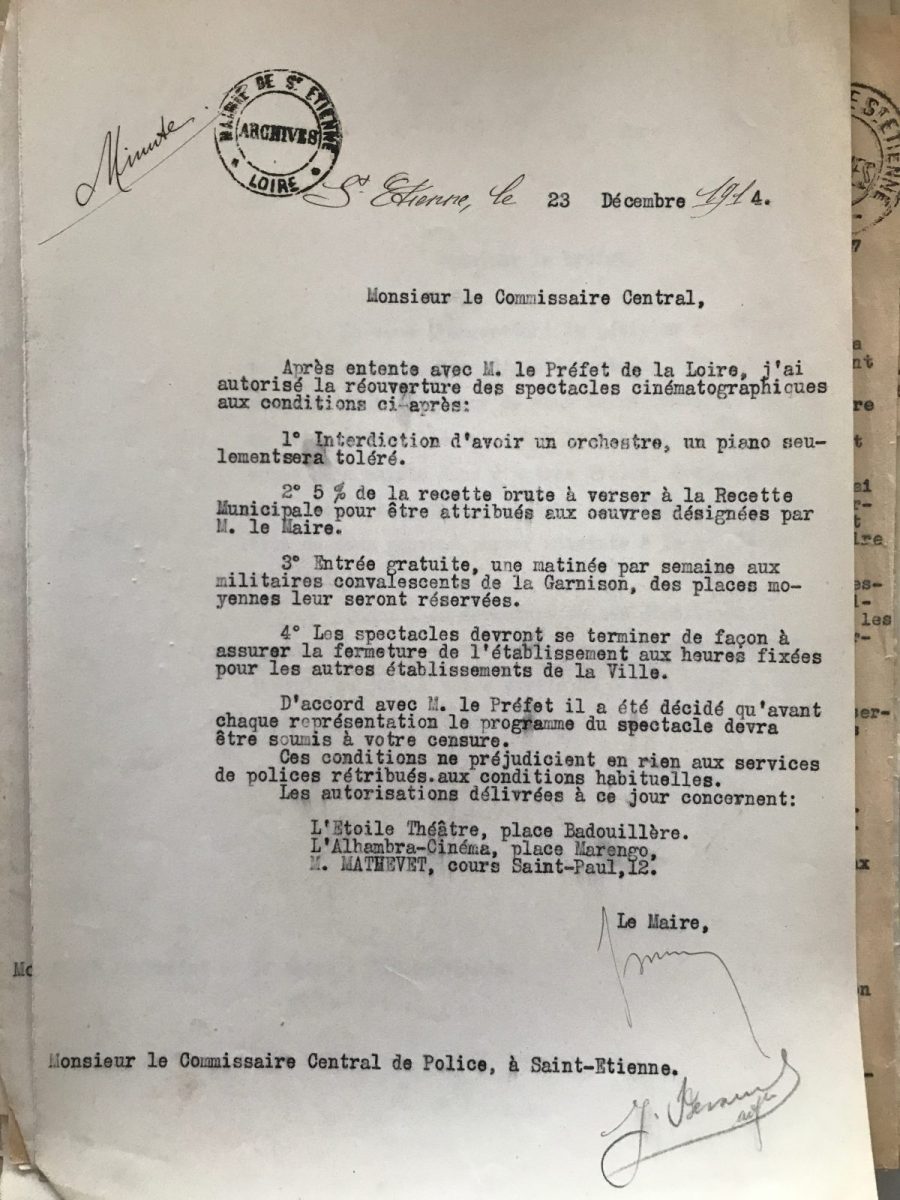 Minute
MAIRIE DE St ETIENNE
ARCHIVES
* LOIRE *
St Etienne, le 23 Décembre 1914.
Monsieur le Commissaire Central,
Après entente avec M. le Préfet de la Loire, j'ai
autorisé la réouverture des spectacles cinématographiques
aux conditions ci-après:
1° Interdiction d'avoir un orchestre, un piano seu-
lementsera toléré.
2° 5 % de la recette brute à verser à la Recette
Municipale pour être attribués aux oeuvres désignées par
M. le Maire.
3° Entrée gratuite, une matinée par semaine aux
militaires convalescents de la Garnison, des places mo-
yennes leur seront réservées.
4° Les spectacles devront se terminer de façon à
assurer la fermeture de l'établissement aux heures fixées
pour les autres établissements de la Ville.
D'accord avec M. le Préfet il a été décidé qu'avant
chaque représentation le programme du spectacle devra
être soumis à votre censure.
Ces conditions ne préjudicient en rien aux services
de polices rétribués.aux conditions habituelles.
Les autorisations délivrées à ce jour concernent:
L'Etoile Théâtre, place Badouillère.
L'Alhambra-Cinéma, place Marengo,
M. MATHEVET, cours Saint-Paul,I2.
Le Maire,
Monsieur le Commissaire Central de Police, à Saint-Etienne.